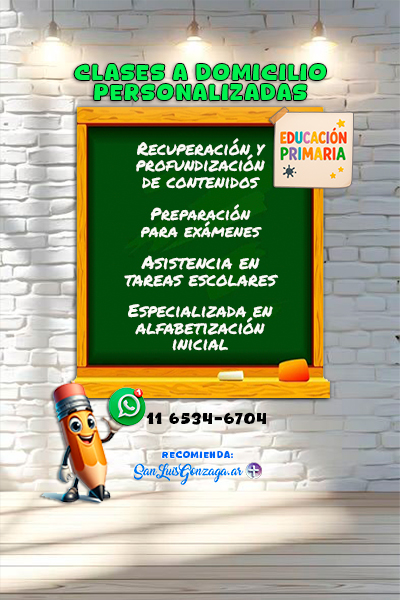 CLASES A DOMICILIO
PERSONALIZADAS
EDUCACIÓN
PRIMARIA
RECUPERACIÓN Y
PROFUNDIZACIÓN
DE CONTENIDOS
PREPARACIÓN
PARA EXÁMENES
ASISTENCIA EN
TAREAS ESCOLARES
ESPECIALIZADA EN
ALFABETIZACIÓN
INICIAL
11 6534-6704
RECOMIENDA:
SanLuisGonzaga.ar